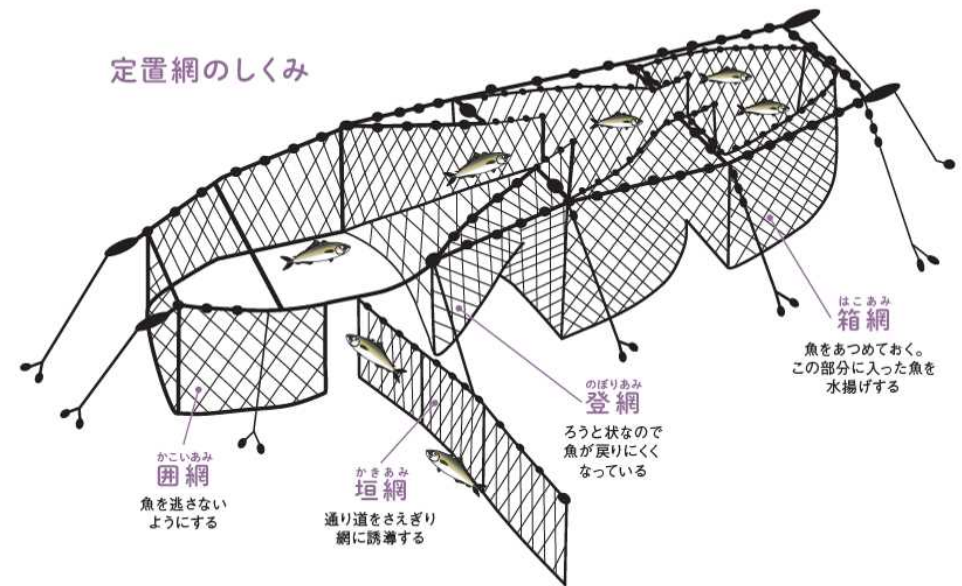 定置網のしくみ
かこいあみ
囲網
魚を逃さない
ようにする
かきあみ
垣網
通り道をさえぎり
網に誘導する
のぼりあみ
登網
ろうと状なので
魚が戻りにくく
なっている
はこあみ
箱網
魚をあつめておく。
この部分に入った魚を
水揚げする